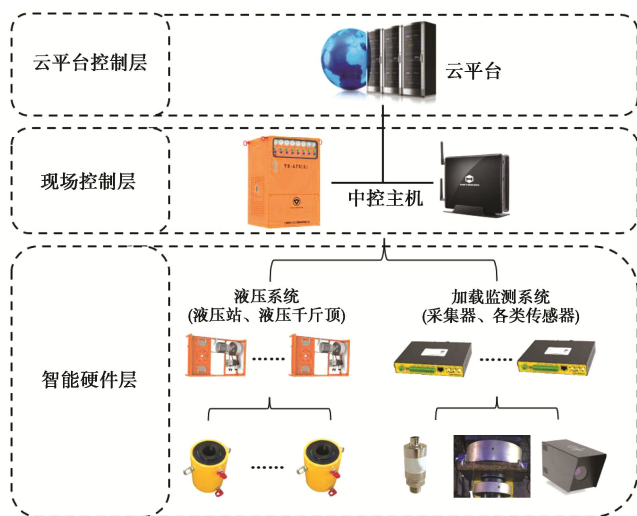 云平台控制层
云平台
现场控制层
中控主机
智能硬件层
液压系统
(液压站、液压千斤顶)
加载监测系统
(采集器、各类传感器)